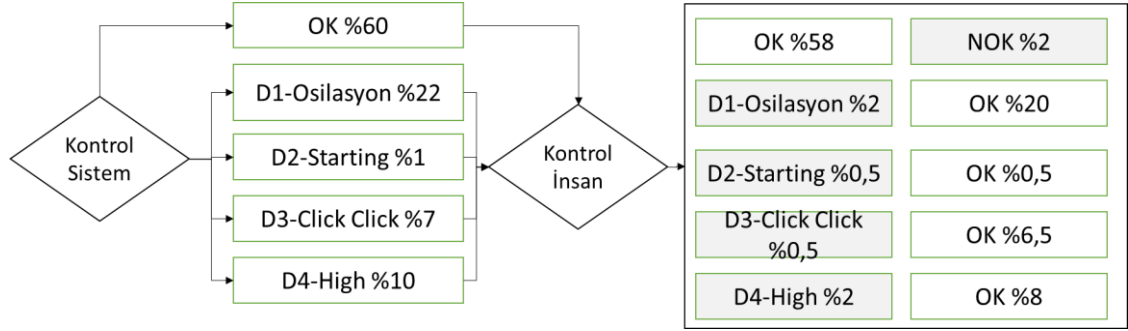 OK %60
D1-Osilasyon %22
Kontrol
Sistem
D2-Starting %1
D3-Click Click %7
D4-High %10
Kontrol
İnsan
OK %58
NOK %2
D1-Osilasyon %2
OK %20
D2-Starting %0,5
OK %0,5
D3-Click Click
%0,5
OK %6,5
D4-High %2
OK %8